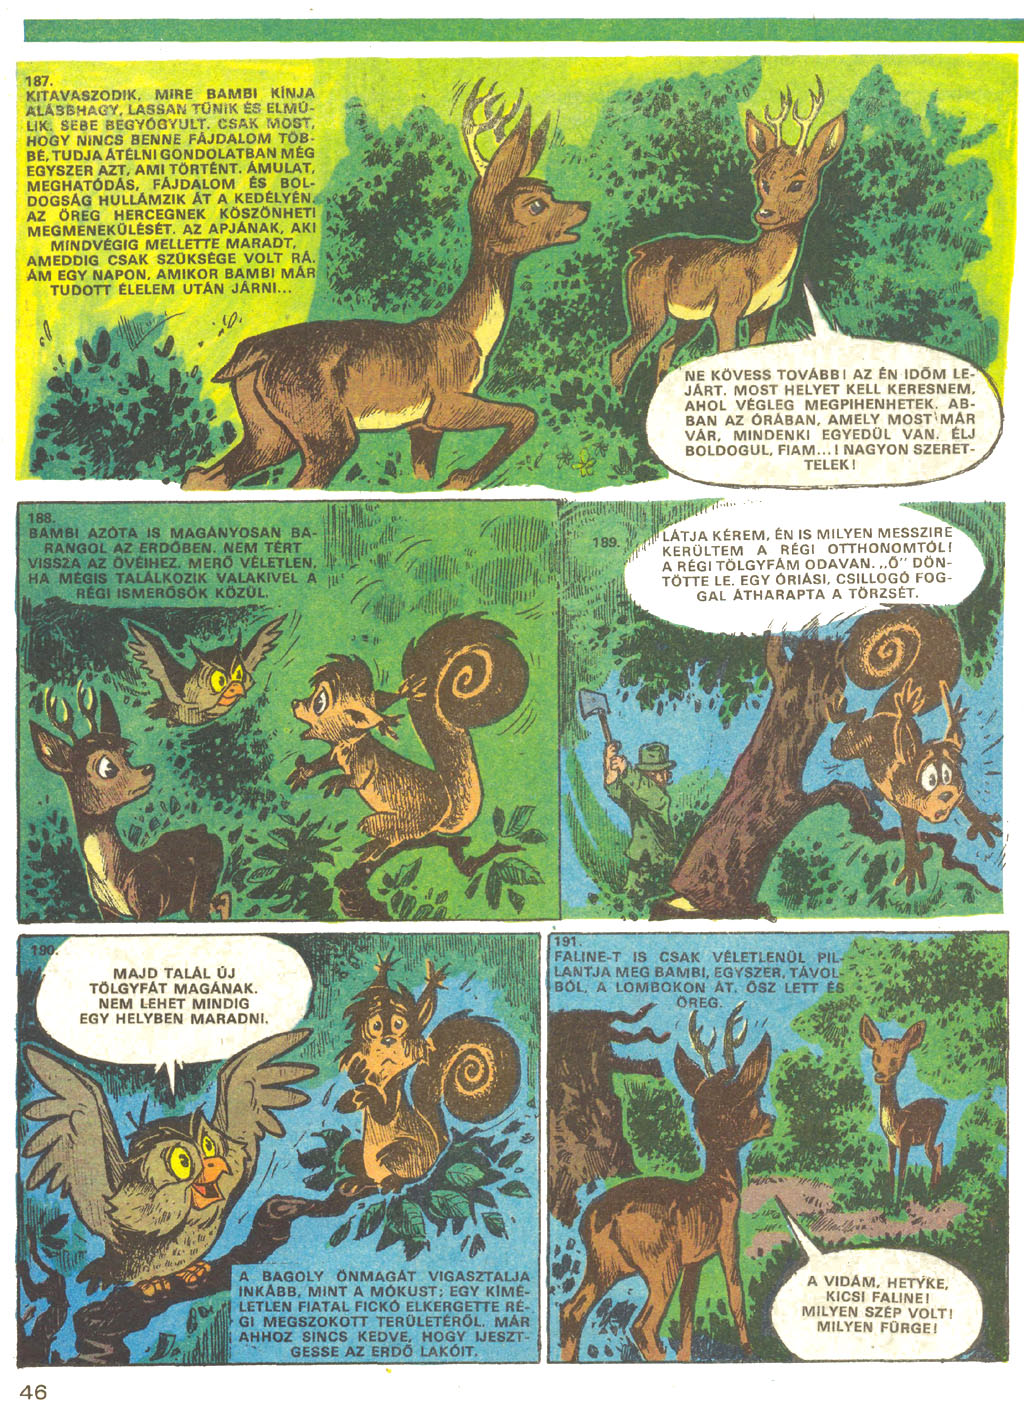 187.
KITAVASZODIK, MIRE BAMBI KÍNJA
ALÁBBHAGY, LASSAN TŰNIK ÉS ELMÚ-
LIK. SEBE BEGYÓGYULT. CSAK MOST,
HOGY NINCS BENNE FÁJDALOM TÖB-
BÉ, TUDJA ÁTÉLNI GONDOLATBAN MÉG
EGYSZER AZT, AMI TÖRTÉNT. ÁMULAT,
MEGHATÓDÁS, FÁJDALOM ÉS BOL-
DOGSÁG HULLÁMZIK ÁT A KEDÉLYÉN.
AZ ÖREG HERCEGNEK KÖSZÖNHETI
MEGMENEKÜLÉSÉT. AZ APJÁNAK, AKI
MINDVÉGIG MELLETTE MARADT,
AMEDDIG CSAK SZÜKSÉGE VOLT RÁ.
ÁM EGY NAPON, AMIKOR BAMBI MÁR
TUDOTT ÉLELEM UTÁN JÁRNI...
NE KÖVESS TOVÁBB! AZ ÉN IDŐM LE-
JÁRT. MOST HELYET KELL KERESNEM,
AHOL VÉGLEG MEGPIHENHETEK. AB-
BAN AZ ÓRÁBAN, AMELY MOST MÁR
VÁR, MINDENKI EGYEDÜL VAN. ÉLJ
BOLDOGUL, FIAM...! NAGYON SZERET-
TELEK!
188.
BAMBI AZÓTA IS MAGÁNYOSAN BA-
RANGOL AZ ERDŐBEN. NEM TÉRT
VISSZA AZ ÖVÉIHEZ. MERŐ VÉLETLEN,
HA MÉGIS TALÁLKOZIK VALAKIVEL A
RÉGI ISMERŐSÖK KÖZÜL.
189.
LÁTJA KÉREM, ÉN IS MILYEN MESSZIRE
KERÜLTEM A RÉGI OTTHONOMTÓL!
A RÉGI TÖLGYFÁM ODAVAN. „Ő" DÖN-
TÖTTE LE. EGY ÓRIÁSI, CSILLOGÓ FOG-
GAL ÁTHARAPTA A TÖRZSÉT.
190.
MAJD TALÁL ÚJ
TÖLGYFÁT MAGÁNAK.
NEM LEHET MINDIG
EGY HELYBEN MARADNI.
A BAGOLY ÖNMAGÁT VIGASZTALJA
INKÁBB, MINT A MÓKUST: EGY KÍMÉ-
LETLEN FIATAL FICKÓ ELKERGETTE RÉ-
GI MEGSZOKOTT TERÜLETÉRŐL. MÁR
AHHOZ SINCS KEDVE, HOGY IJESZT-
GESSE AZ ERDŐ LAKÓIT.
191.
FALINE-T IS CSAK VÉLETLENÜL PIL-
LANTJA MEG BAMBI, EGYSZER, TÁVOL-
BÓL, A LOMBOKON ÁT. ŐSZ LETT ÉS
ÖREG.
A VIDÁM, HETYKE,
KICSI FALINE!
MILYEN SZÉP VOLT!
MILYEN FÜRGE!
46